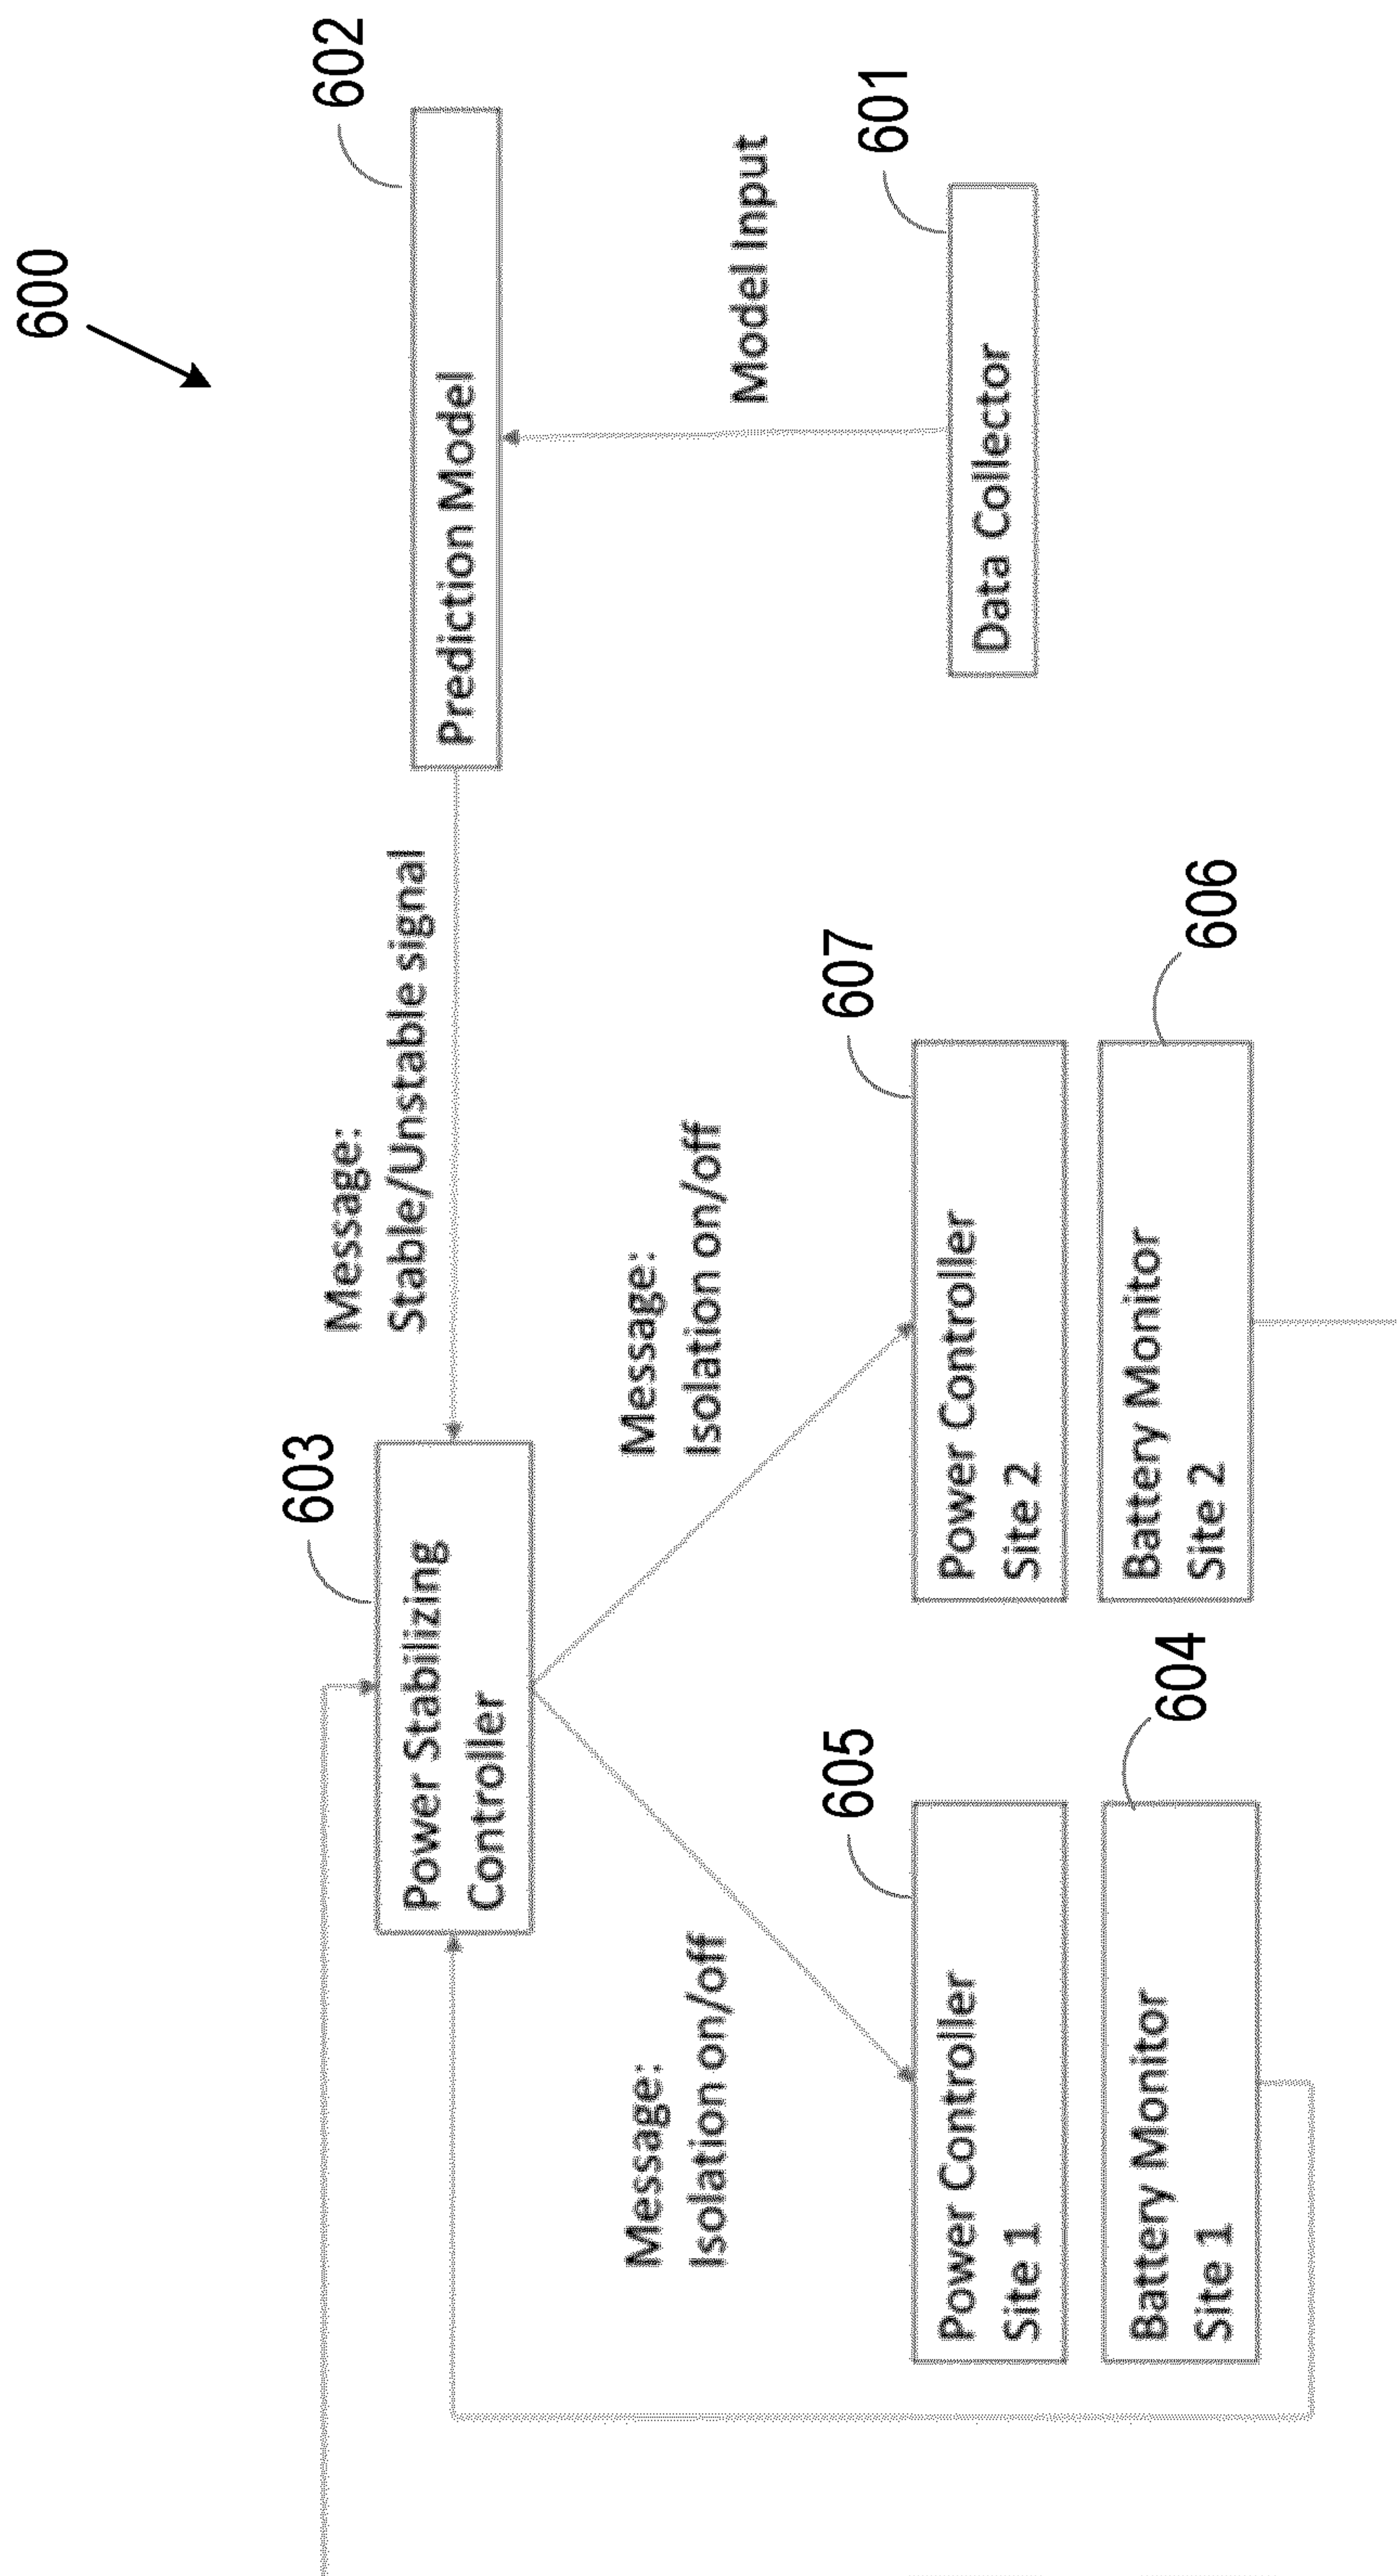 600
603
Power Stabilizing
Controller
Message:
Stable/Unstable signal
602
Prediction Model
Message:
Isolation on/off
Message:
Isolation on/off
Model Input
605
Power Controller
Site 1
607
Power Controller
Site 2
601
Data Collector
Battery Monitor
Site 1
604
Battery Monitor
Site 2
606